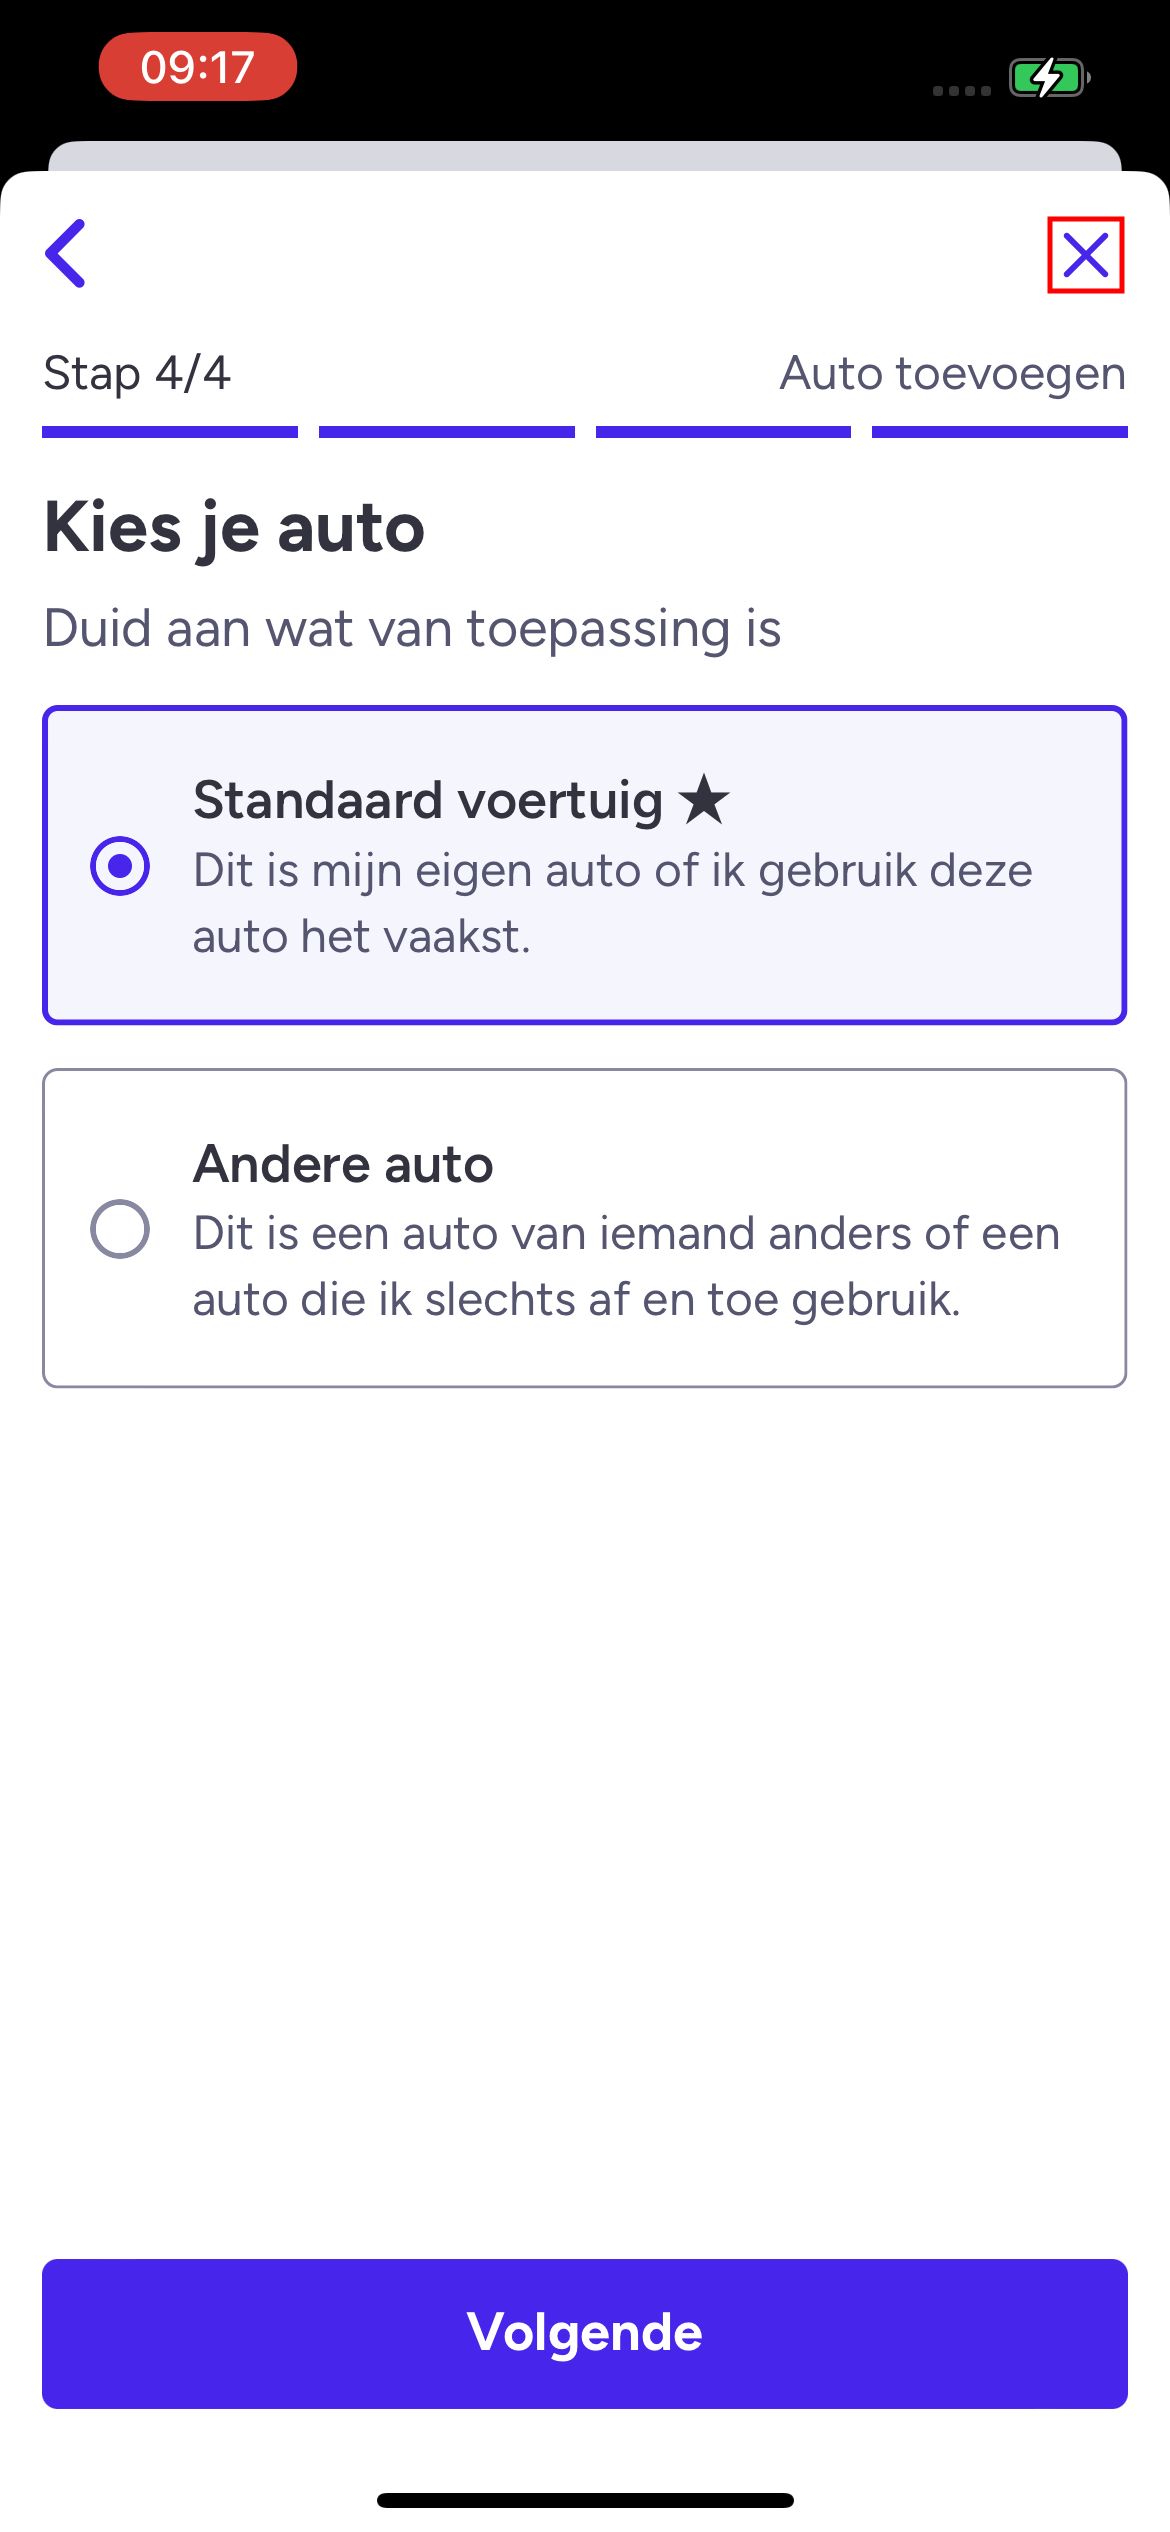 09:17
Stap 4/4
Auto toevoegen
Kies je auto
Duid aan wat van toepassing is
Standaard voertuig ★
Dit is mijn eigen auto of ik gebruik deze
auto het vaakst.
Andere auto
Dit is een auto van iemand anders of een
auto die ik slechts af en toe gebruik.
Volgende